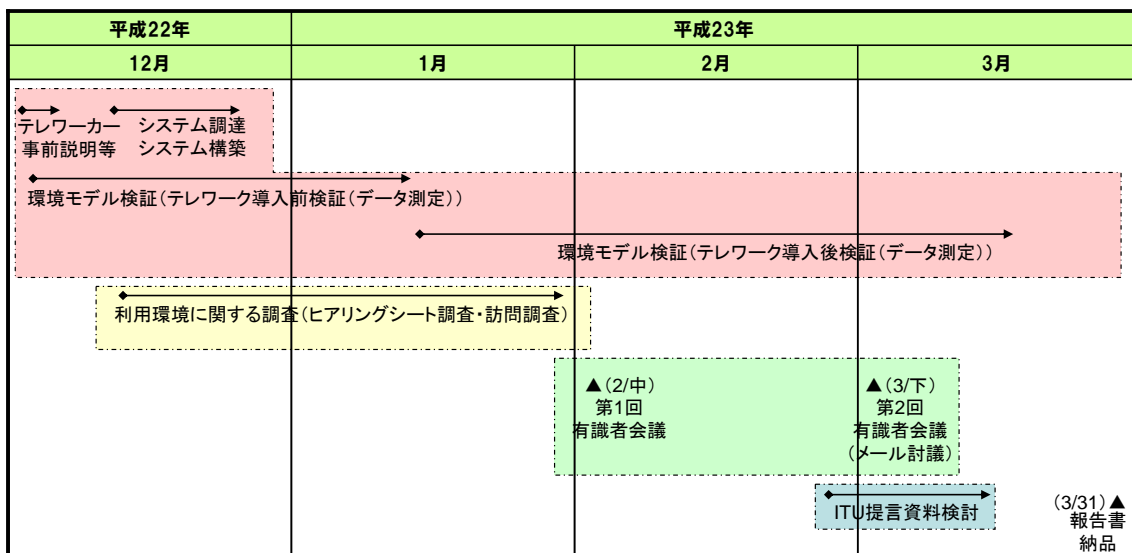 平成22年
平成23年
12月
1月
2月
3月
テレワーカー
事前説明等
システム調達
システム構築
環境モデル検証(テレワーク導入前検証(データ測定))
環境モデル検証(テレワーク導入後検証(データ測定))
利用環境に関する調査(ヒアリングシート調査・訪問調査)
▲(2/中)
第1回
有識者会議
▲(3/下)
第2回
有識者会議
(メール討議)
ITU提言資料検討
(3/31)▲
報告書
納品